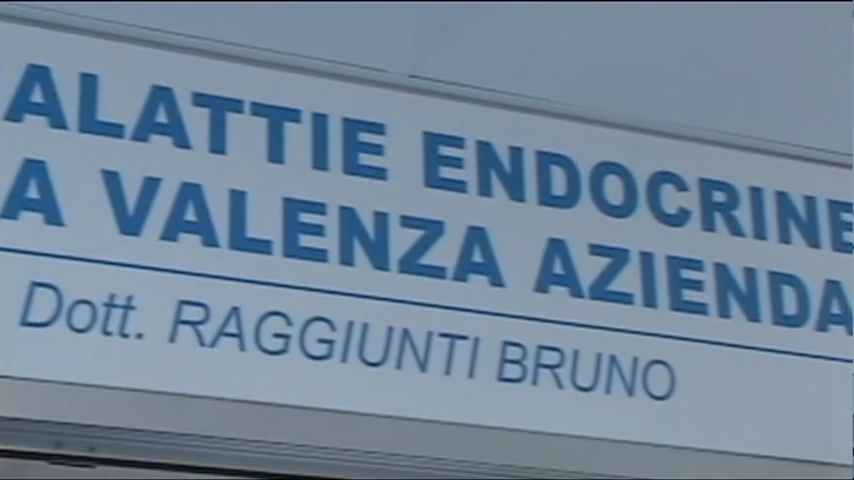 ALATTIE ENDOCRINE
A VALENZA AZIENDA
Dott. RAGGIUNTI BRUNO